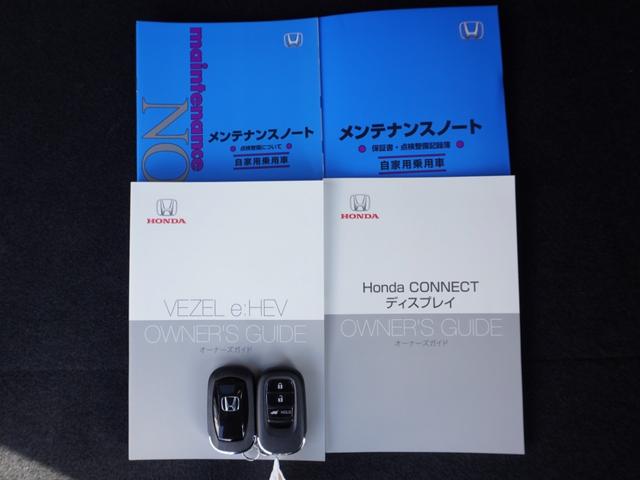 maintenance
NO
メンテナンスノート
点検整備について
自家用乗用車
メンテナンスノート
保証書・点検整備記録簿
自家用乗用車
HONDA
VEZEL e:HEV
OWNER'S GUIDE
オーナーズガイド
HONDA
Honda CONNECT
ディスプレイ
OWNER'S GUIDE
オーナーズガイド
HOLD